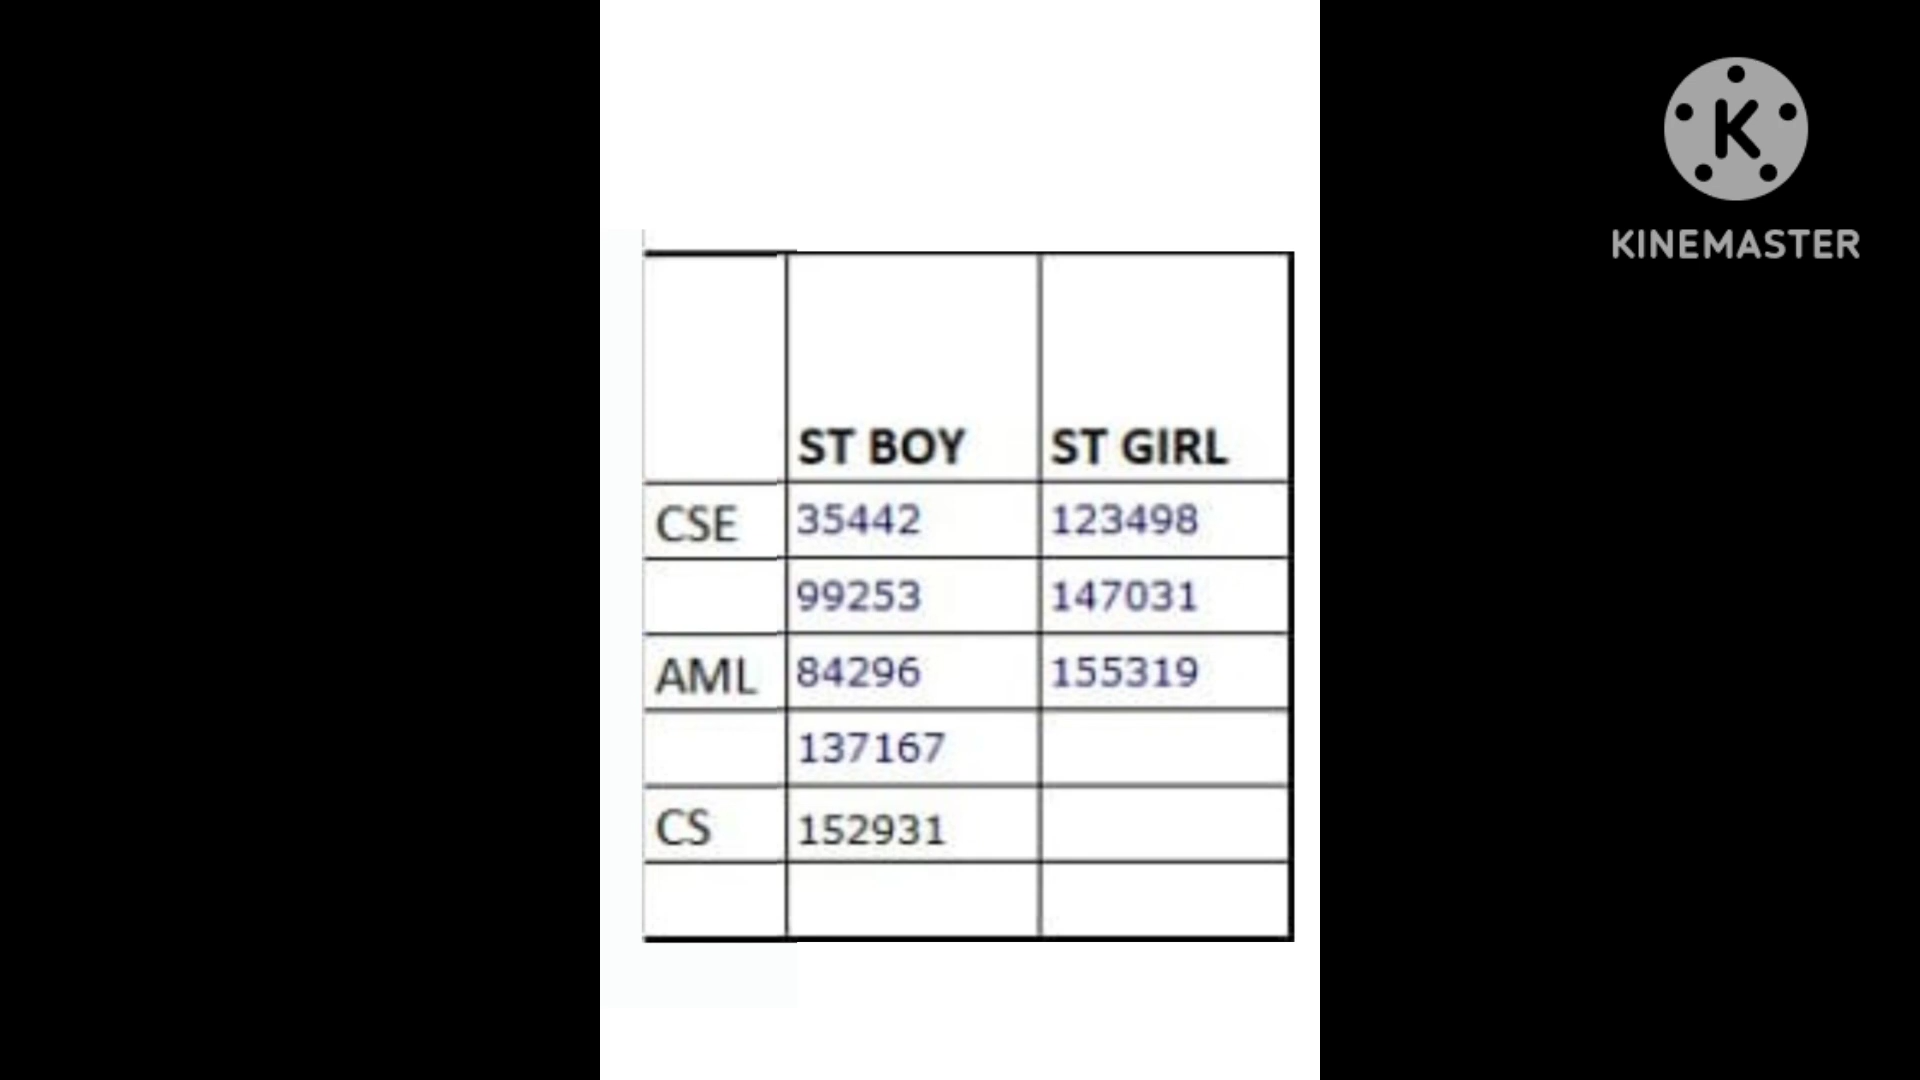 K
KINEMASTER
ST BOY ST GIRL
CSE 35442 123498
99253 147031
AML 84296 155319
137167
CS 152931